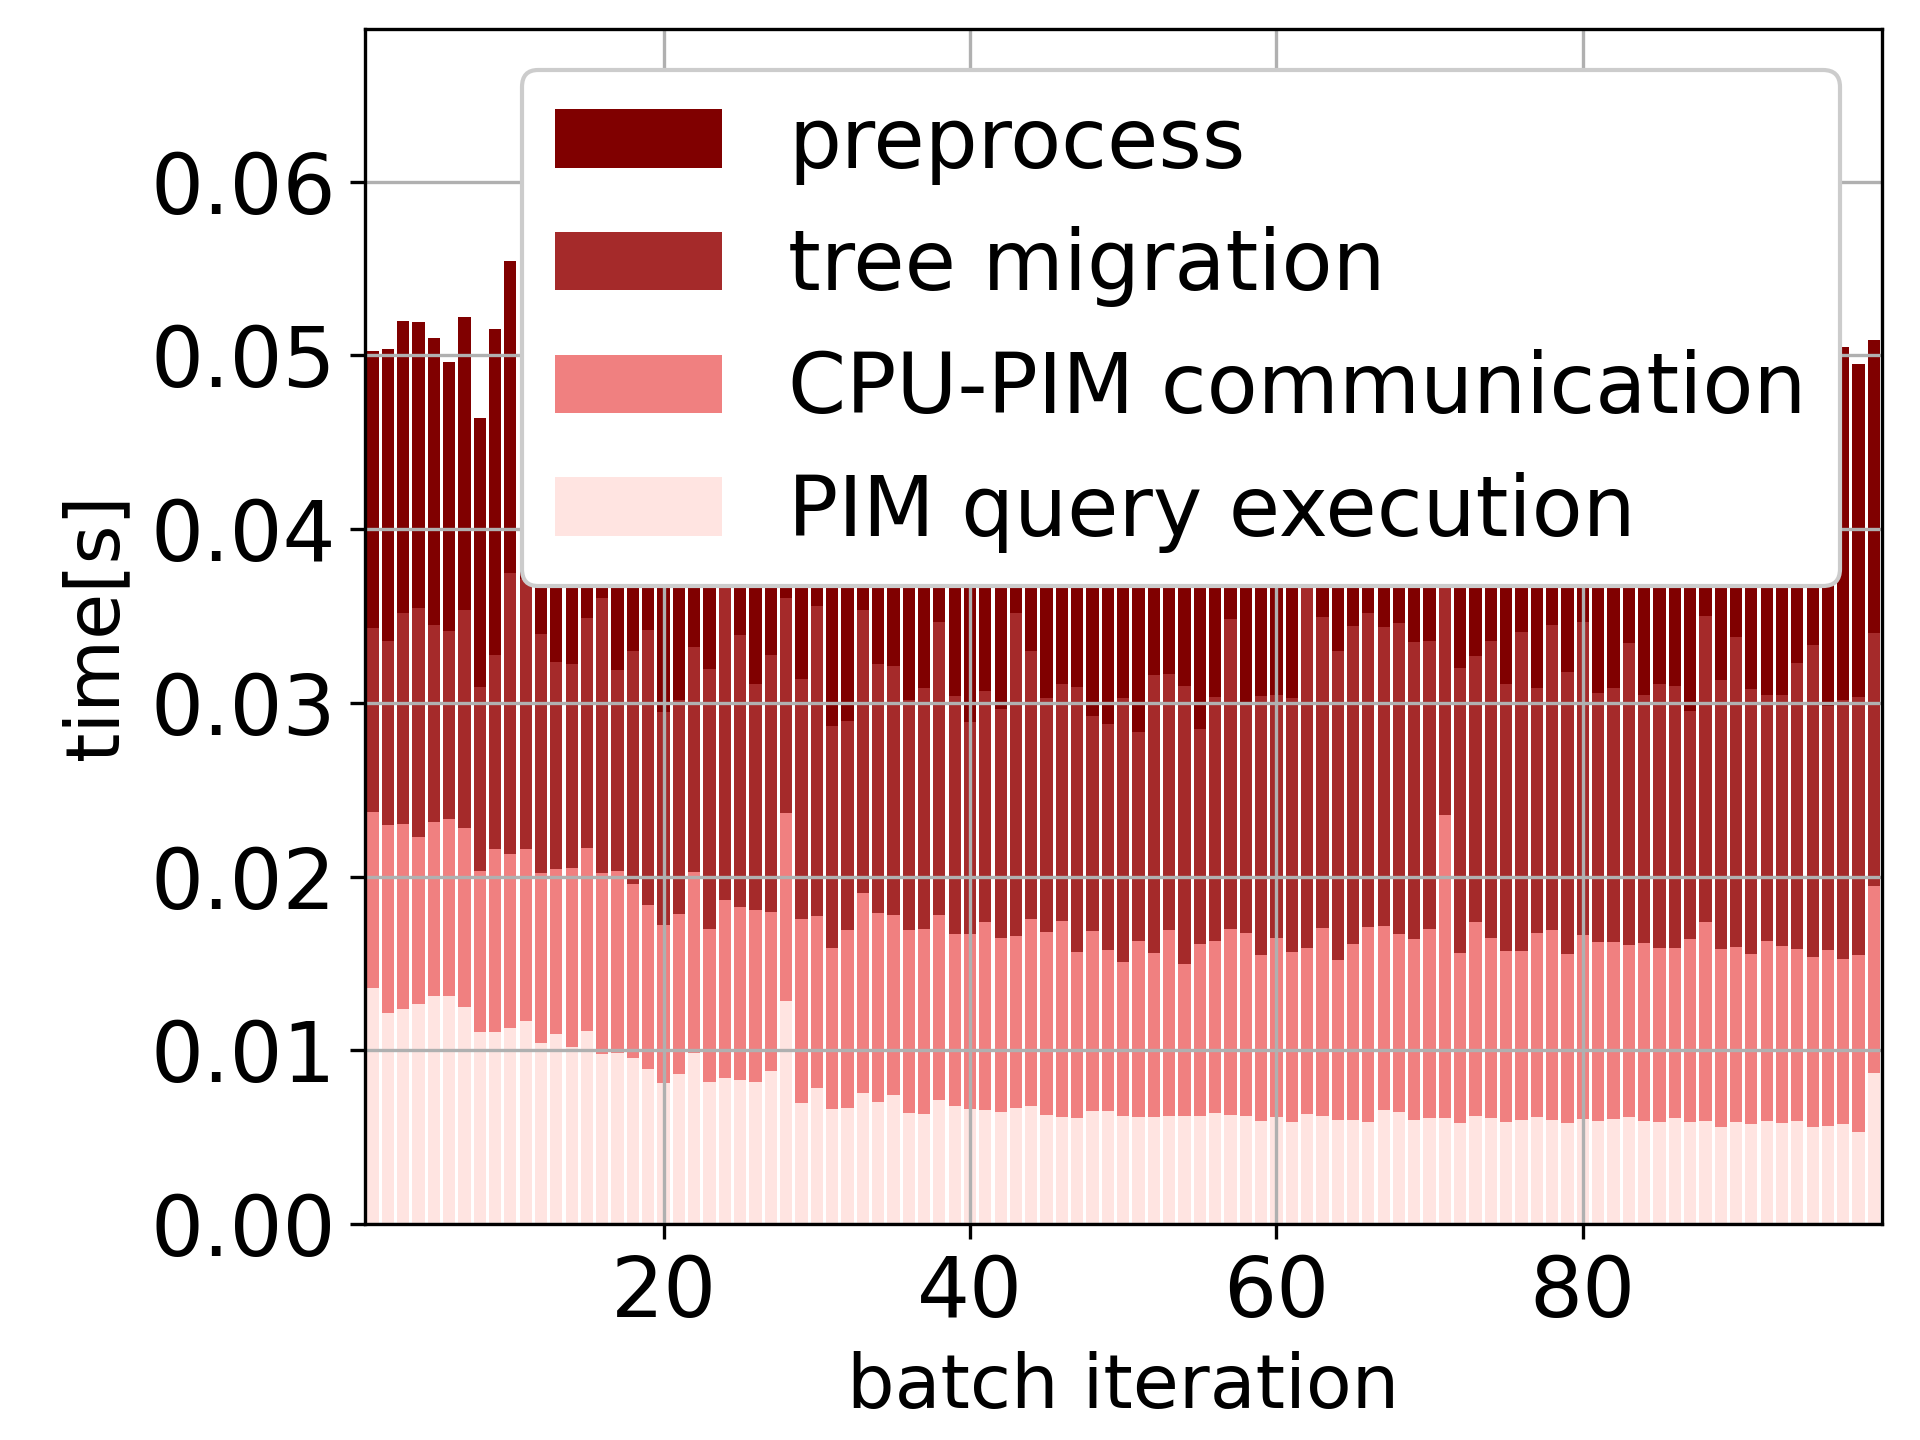 preprocess
tree migration
CPU-PIM communication
PIM query execution
time[s]
0.06
0.05
0.04
0.03
0.02
0.01
0.00
20 40 60 80
batch iteration